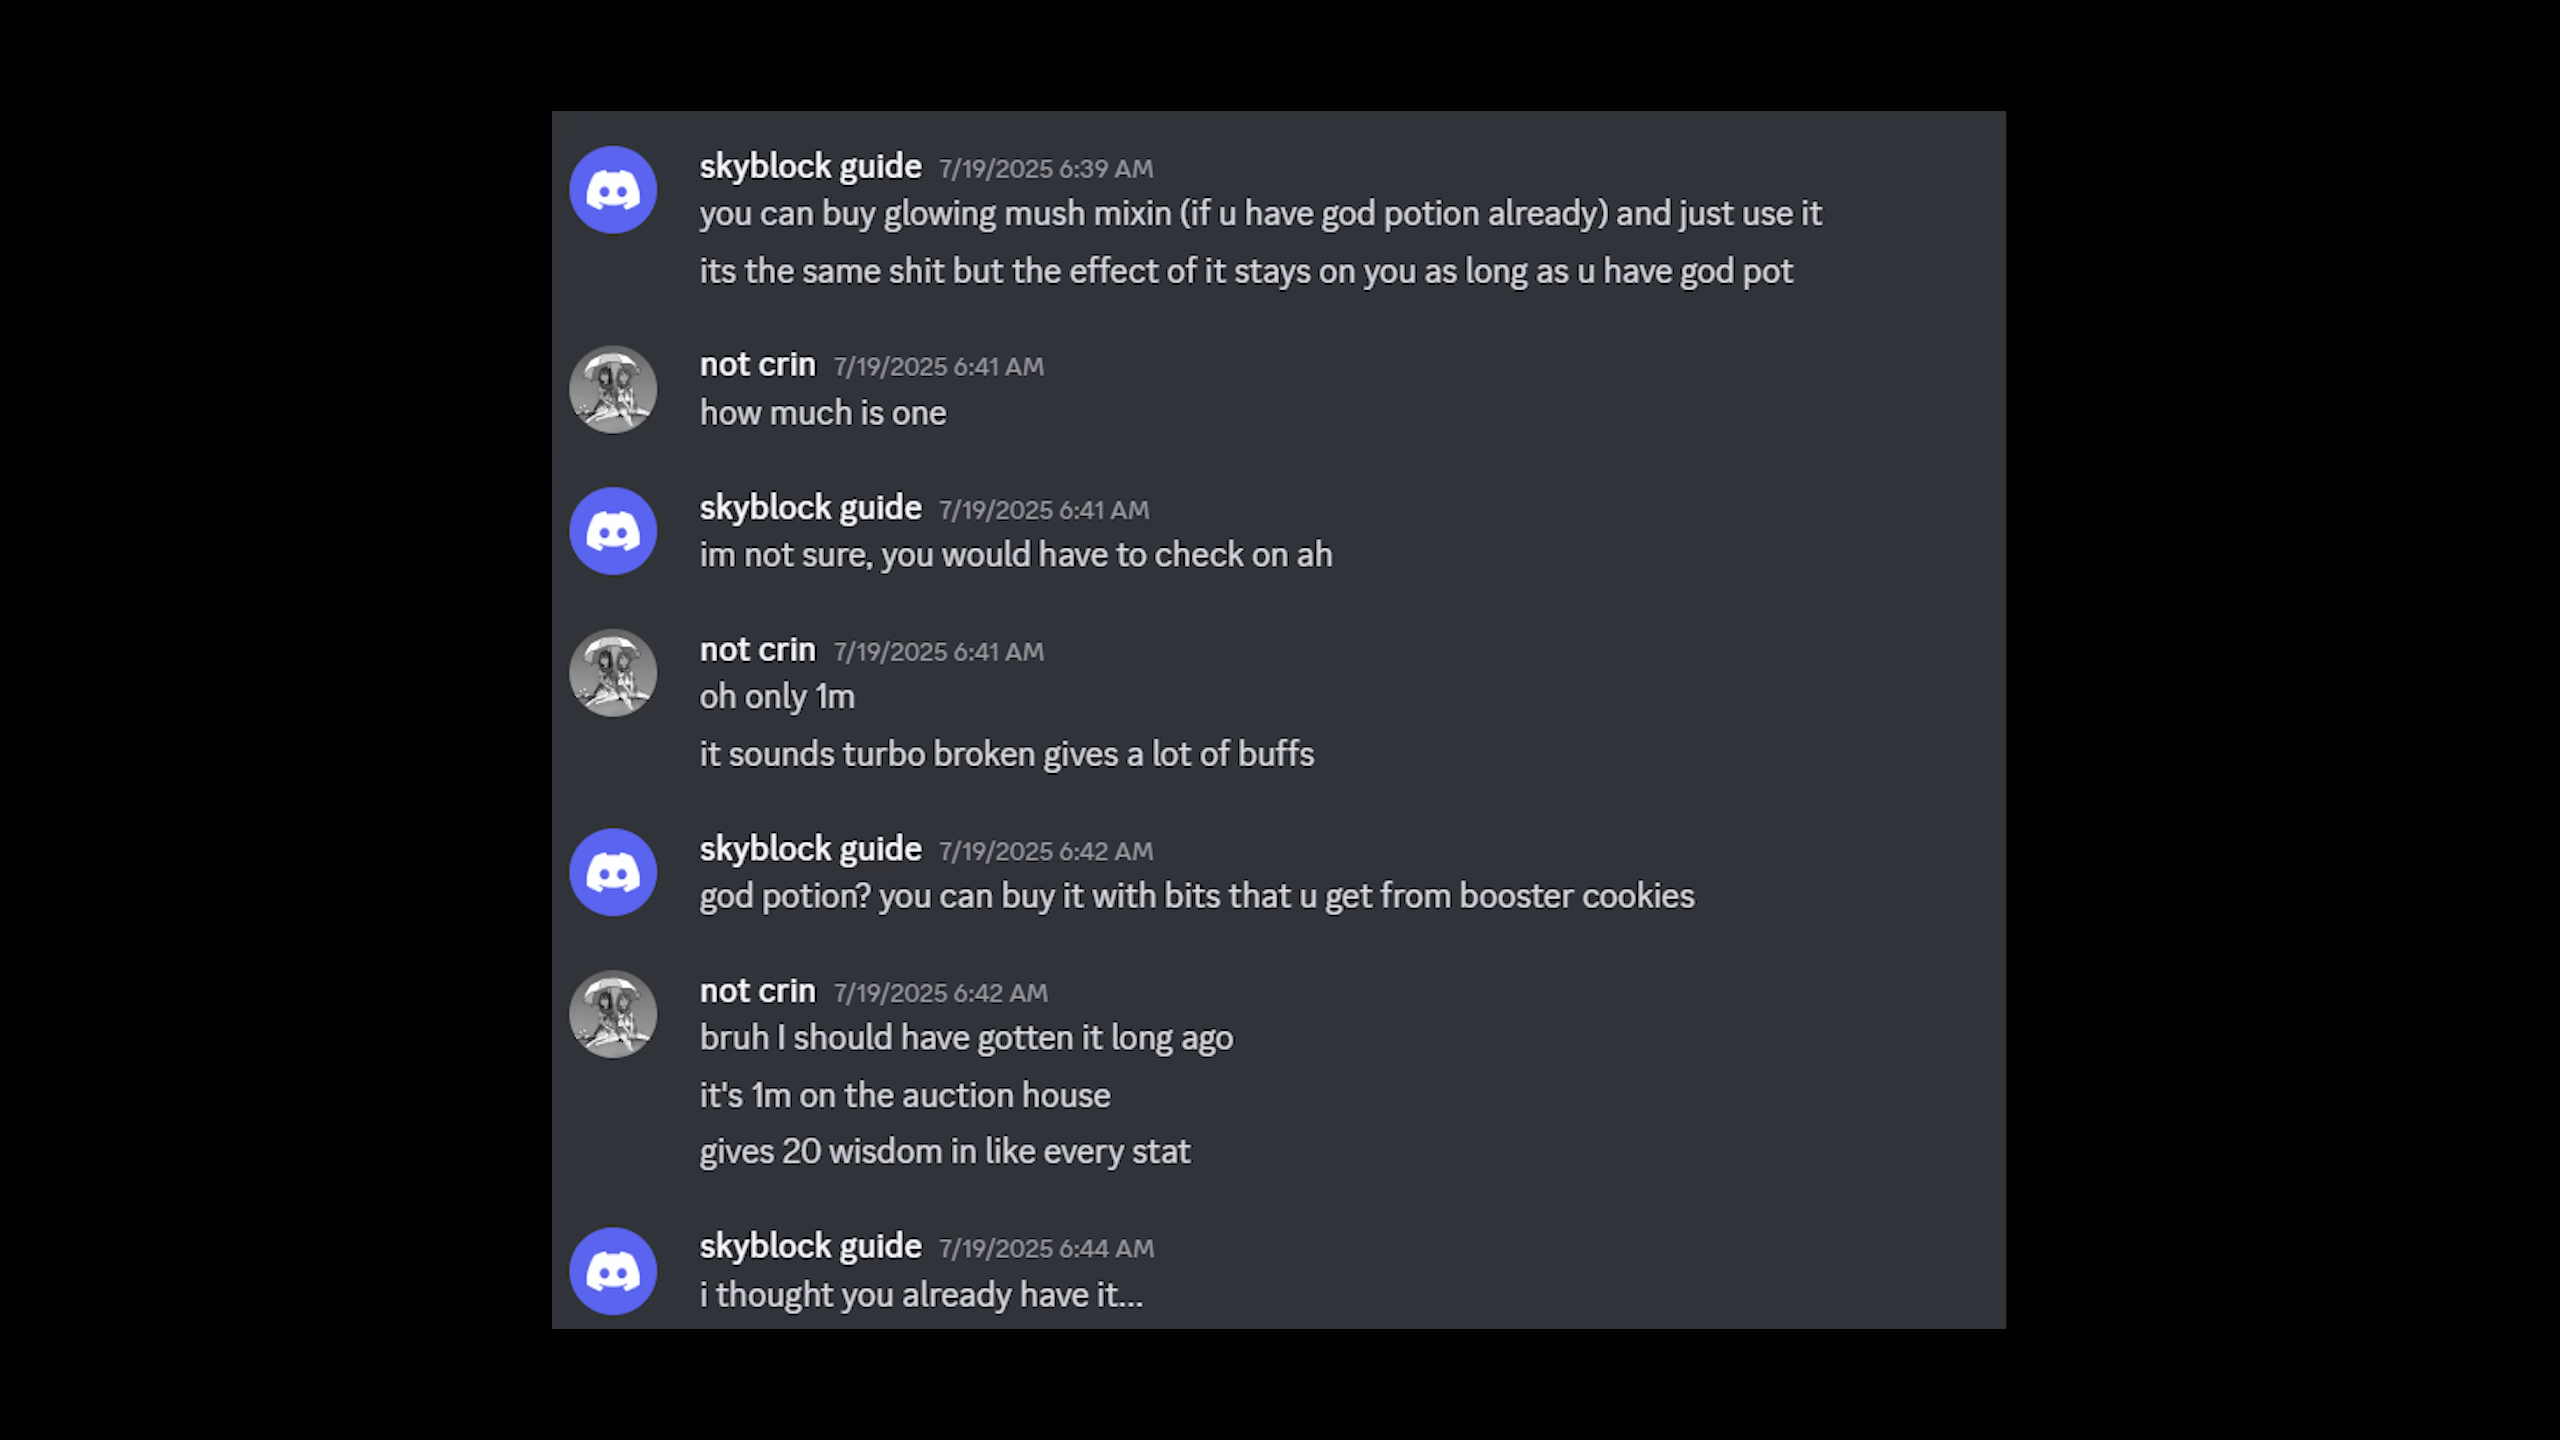 skyblock guide 7/19/2025 6:39 AM
you can buy glowing mush mixin (if u have god potion already) and just use it
its the same shit but the effect of it stays on you as long as u have god pot
not crin 7/19/2025 6:41 AM
how much is one
skyblock guide 7/19/2025 6:41 AM
im not sure, you would have to check on ah
not crin 7/19/2025 6:41 AM
oh only 1m
it sounds turbo broken gives a lot of buffs
skyblock guide 7/19/2025 6:42 AM
god potion? you can buy it with bits that u get from booster cookies
not crin 7/19/2025 6:42 AM
bruh I should have gotten it long ago
it's 1m on the auction house
gives 20 wisdom in like every stat
skyblock guide 7/19/2025 6:44 AM
i thought you already have it...